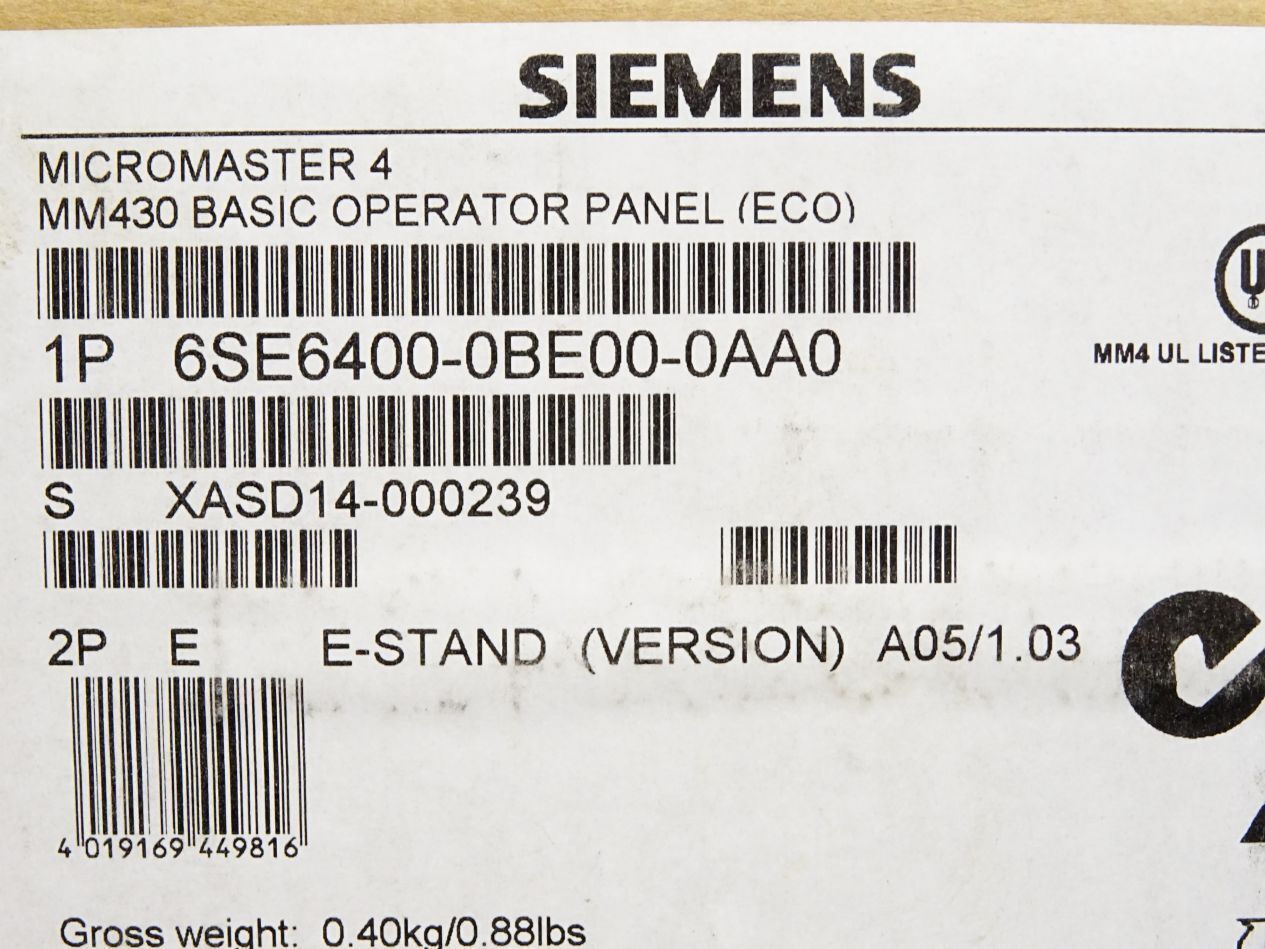 SIEMENS
MICROMASTER 4
MM430 BASIC OPERATOR PANEL (ECO)
1P 6SE6400-0BE00-0AA0
MM4 UL LISTE
S XASD14-000239
2P E E-STAND (VERSION) A05/1.03
4 019169 449816
Gross weight: 0.40kg/0.88lbs